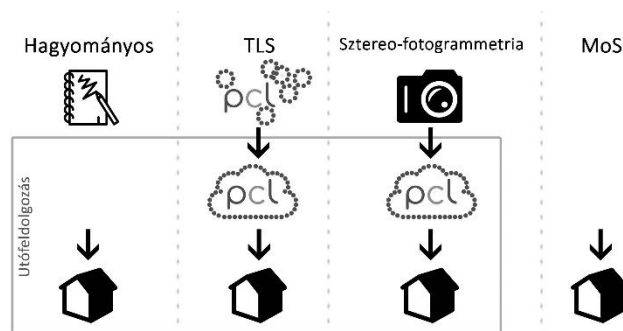 Hagyományos
TLS
Sztereo-fotogrammetria
MoS
pcl
pcl
pcl
Utófeldolgozás